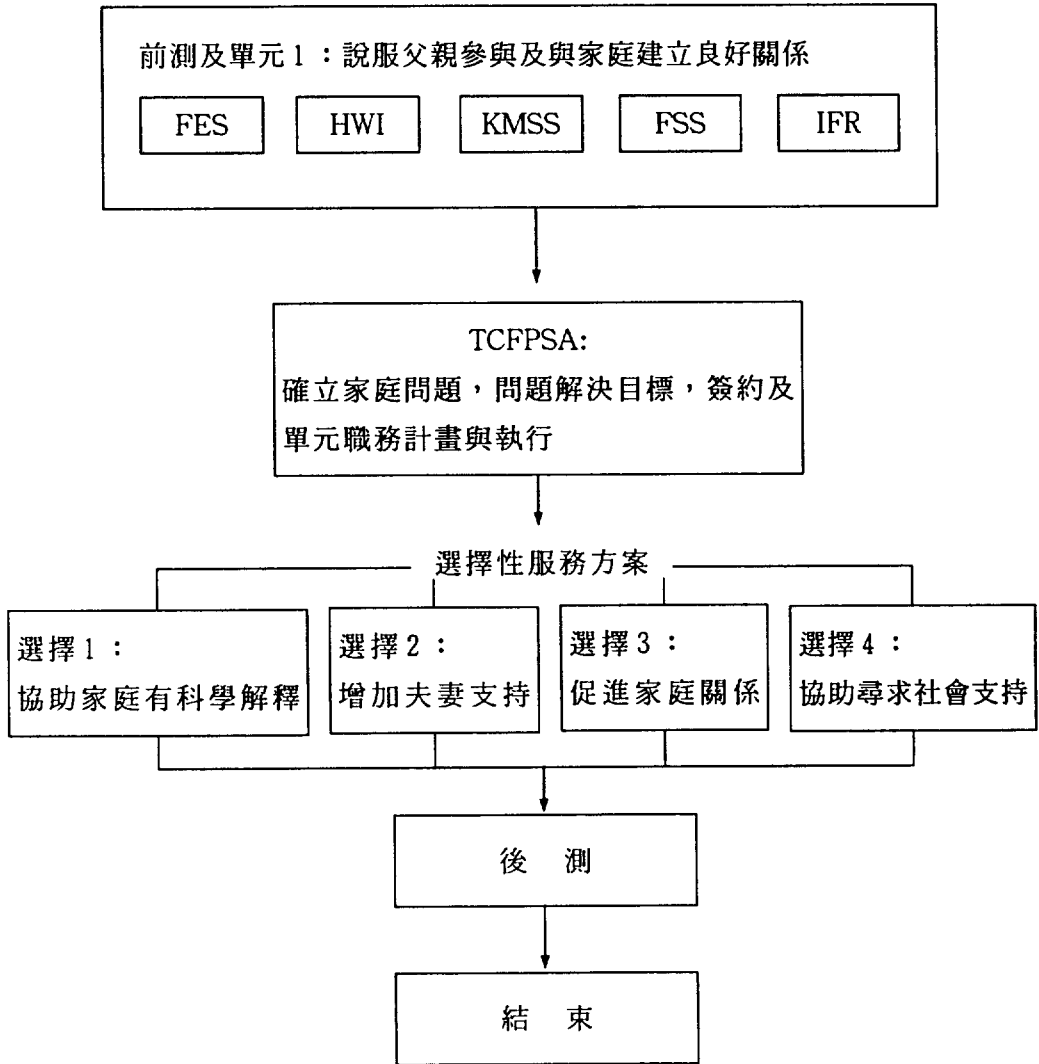 前測及單元1：說服父親參與及與家庭建立良好關係
FES HWI KMSS FSS IFR
TCFPSA:
確立家庭問題，問題解決目標，簽約及
單元職務計畫與執行
選擇性服務方案
選擇1：
協助家庭有科學解釋
選擇2：
增加夫妻支持
選擇3：
促進家庭關係
選擇4：
協助尋求社會支持
後 測
結 束